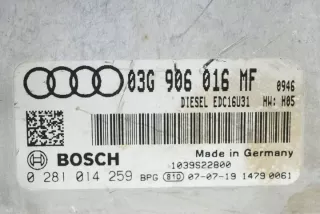 03G 906 016 MF 0946
DIESEL EDC16U31 HW: H05
Made in Germany
BOSCH 1039S22800
0 281 014 259 BPG 81D 07-07-19 1479 0061